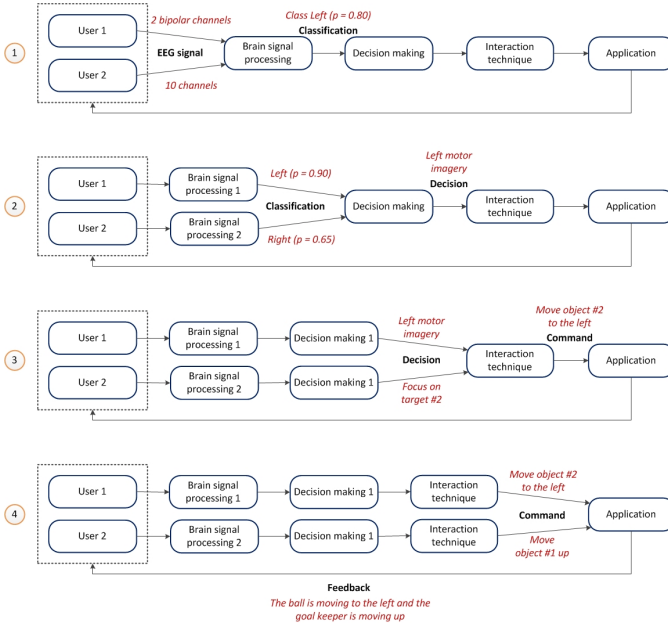 2 bipolar channels
Class Left (p = 0.80)
User 1
EEG signal
Brain signal
processing
Classification
Decision making
Interaction
technique
Application
1
User 2
10 channels
Left motor
imagery
User 1
Brain signal
processing 1
Left (p = 0.90)
Decision
2
Classification
Decision making
Interaction
technique
Application
User 2
Brain signal
processing 2
Right (p = 0.65)
Move object #2
to the left
User 1
Brain signal
processing 1
Decision making 1
Left motor
imagery
Command
3
Decision
Interaction
technique
Application
User 2
Brain signal
processing 2
Decision making 1
Focus on
target #2
User 1
Brain signal
processing 1
Decision making 1
Interaction
technique
Move object #2
to the left
4
Command
Application
User 2
Brain signal
processing 2
Decision making 1
Interaction
technique
Move
object #1 up
Feedback
The ball is moving to the left and the
goal keeper is moving up